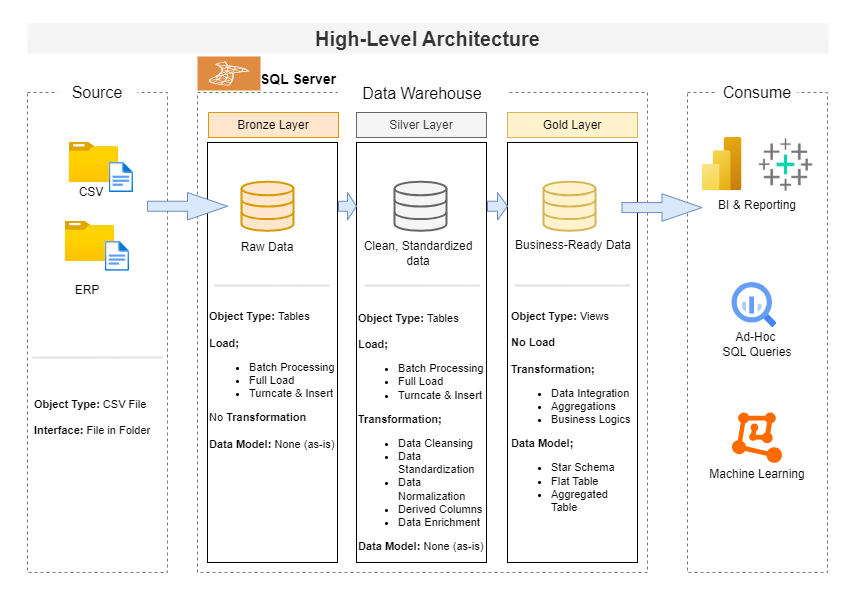 High-Level Architecture
SQL Server
Source
Data Warehouse
Consume
CSV
ERP
Object Type: CSV File
Interface: File in Folder
Bronze Layer
Raw Data
Object Type: Tables
Load;
Batch Processing
Full Load
Turncate & Insert
No Transformation
Data Model: None (as-is)
Silver Layer
Clean, Standardized
data
Object Type: Tables
Load;
Batch Processing
Full Load
Turncate & Insert
Transformation;
Data Cleansing
Data
Standardization
Data
Normalization
Derived Columns
Data Enrichment
Data Model: None (as-is)
Gold Layer
Business-Ready Data
Object Type: Views
No Load
Transformation;
Data Integration
Aggregations
Business Logics
Data Model;
Star Schema
Flat Table
Aggregated
Table
BI & Reporting
Ad-Hoc
SQL Queries
Machine Learning